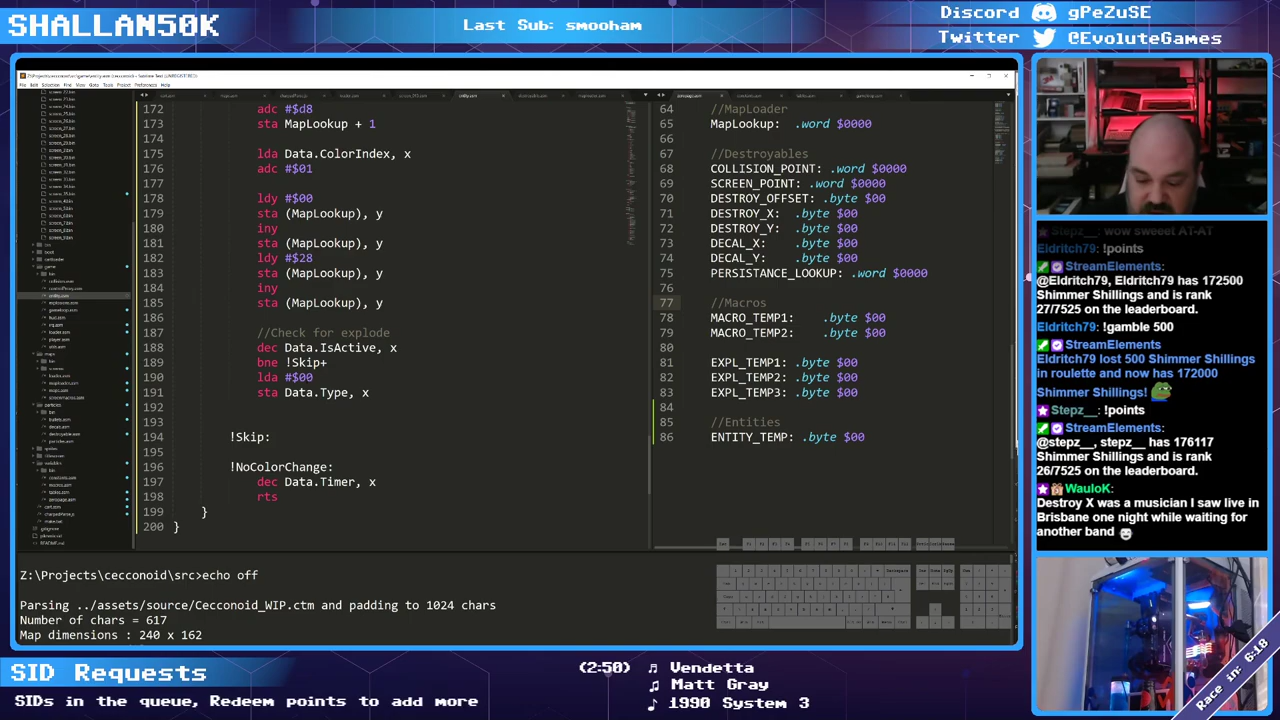 SHALLAN50K
Last Sub: smooham
Discord gPeZuSE
Twitter @EvoluteGames
172 adc #$d8
173 sta MapLookup + 1
174
175 lda Data.ColorIndex, x
176 adc #$01
177
178 ldy #$00
179 sta (MapLookup), y
180 iny
181 sta (MapLookup), y
182 ldy #$28
183 sta (MapLookup), y
184 iny
185 sta (MapLookup), y
186
187 //Check for explode
188 dec Data.IsActive, x
189 bne !Skip+
190 lda #$00
191 sta Data.Type, x
192
193
194 !Skip:
195
196 !NoColorChange:
197 dec Data.Timer, x
198 rts
199 }
200 }
64 //MapLoader
65 MapLookup: .word $0000
66
67 //Destroyables
68 COLLISION_POINT: .word $0000
69 SCREEN_POINT: .word $0000
70 DESTROY_OFFSET: .byte $00
71 DESTROY_X: .byte $00
72 DESTROY_Y: .byte $00
73 DECAL_X: .byte $00
74 DECAL_Y: .byte $00
75 PERSISTANCE_LOOKUP: .word $0000
76
77 //Macros
78 MACRO_TEMP1: .byte $00
79 MACRO_TEMP2: .byte $00
80
81 EXPL_TEMP1: .byte $00
82 EXPL_TEMP2: .byte $00
83 EXPL_TEMP3: .byte $00
84
85 //Entities
86 ENTITY_TEMP: .byte $00
Z:\Projects\cecconoid\src>echo off
Parsing ../assets/source/Cecconoid_WIP.ctm and padding to 1024 chars
Number of chars = 617
Map dimensions : 240 x 162
Stepz__: wow sweeet AT-AT
Eldritch79: !points
StreamElements:
@Eldritch79, Eldritch79 has 172500
Shimmer Shillings and is rank
27/7525 on the leaderboard.
Eldritch79: !gamble 500
StreamElements:
Eldritch79 lost 500 Shimmer Shillings
in roulette and now has 172000
Shimmer Shillings!
Stepz__: !points
StreamElements:
@stepz__, stepz__ has 176117
Shimmer Shillings and is rank
26/7525 on the leaderboard.
WauloK:
Destroy X was a musician I saw live in
Brisbane one night while waiting for
another band
Race in: 6:18
SID Requests
SIDs in the queue, Redeem points to add more
(2:50) Vendetta
Matt Gray
1990 System 3